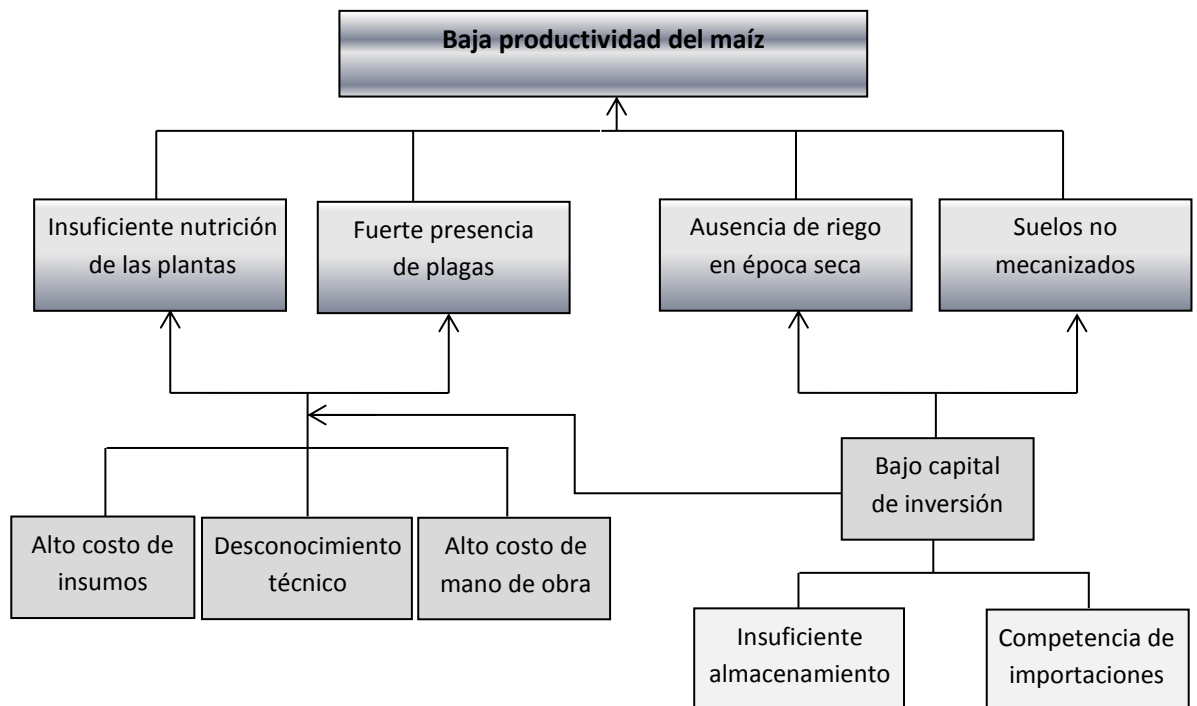 Baja productividad del maíz
Insuficiente nutrición
de las plantas
Fuerte presencia
de plagas
Ausencia de riego
en época seca
Suelos no
mecanizados
Bajo capital
de inversión
Alto costo de
insumos
Desconocimiento
técnico
Alto costo de
mano de obra
Insuficiente
almacenamiento
Competencia de
importaciones